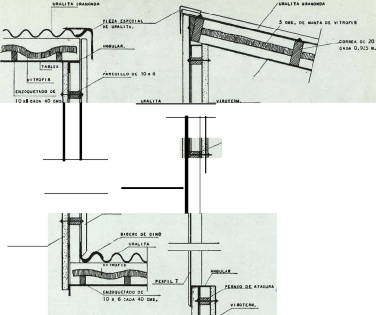 URALITA GRANONDA
PIEZA ESPECIAL
DE URALITA.
ANGULAR.
TABLEX
VITROFIB
ENZOQUETADO DE
10 x 6 CADA 40 CMS.
PARECILLO DE 10 x 6
URALITA GRANONDA
5 CMS. DE MANTA DE VITROFIB
CORREA DE 20
CADA 0,925 M.
URALITA
VIROTERM.
BABERO DE CINC
URALITA
VITROFIB
ENZOQUETADO DE
10 x 6 CADA 40 CMS.
PERFIL T
ANGULAR
PERNIO DE ATADURA
VIROTERM.